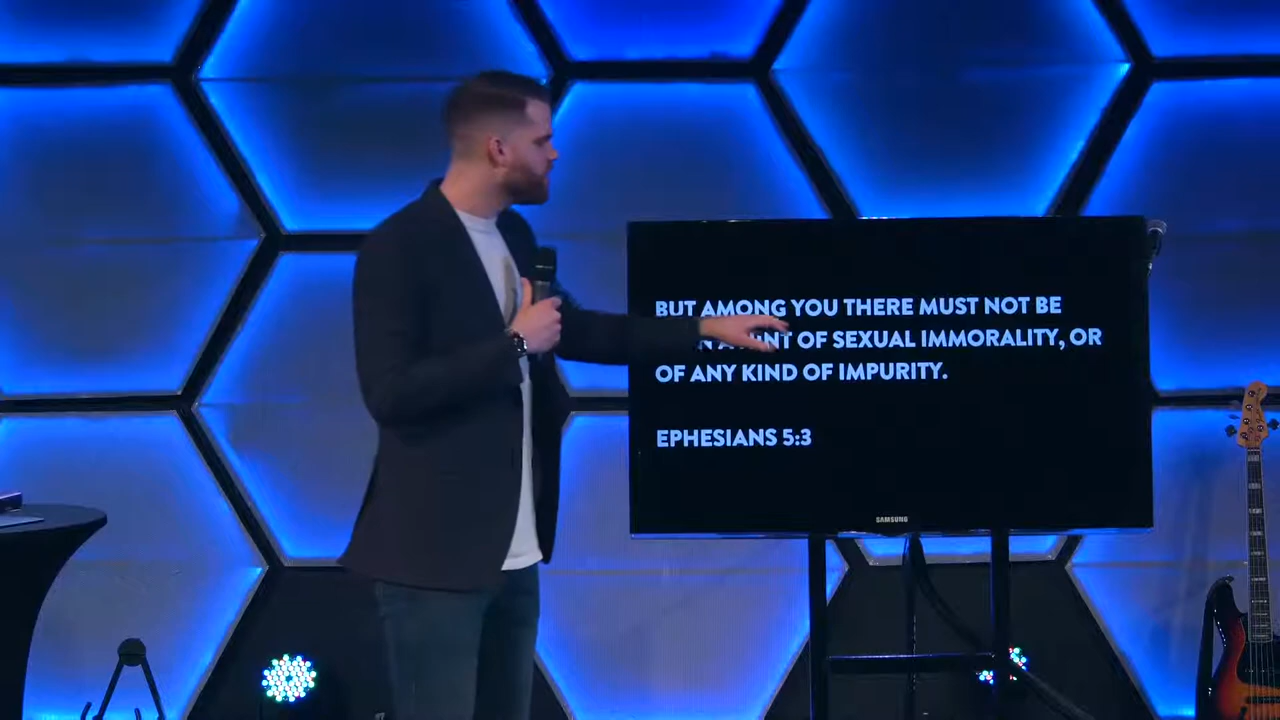 BUT AMONG YOU THERE MUST NOT BE
OF SEXUAL IMMORALITY, OR
OF ANY KIND OF IMPURITY.
EPHESIANS 5:3
SAMSUNG